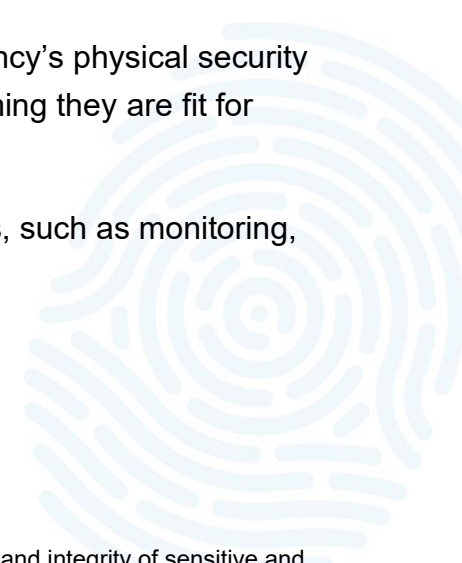 ncy’s physical security
ning they are fit for
s, such as monitoring,
and integrity of sensitive and